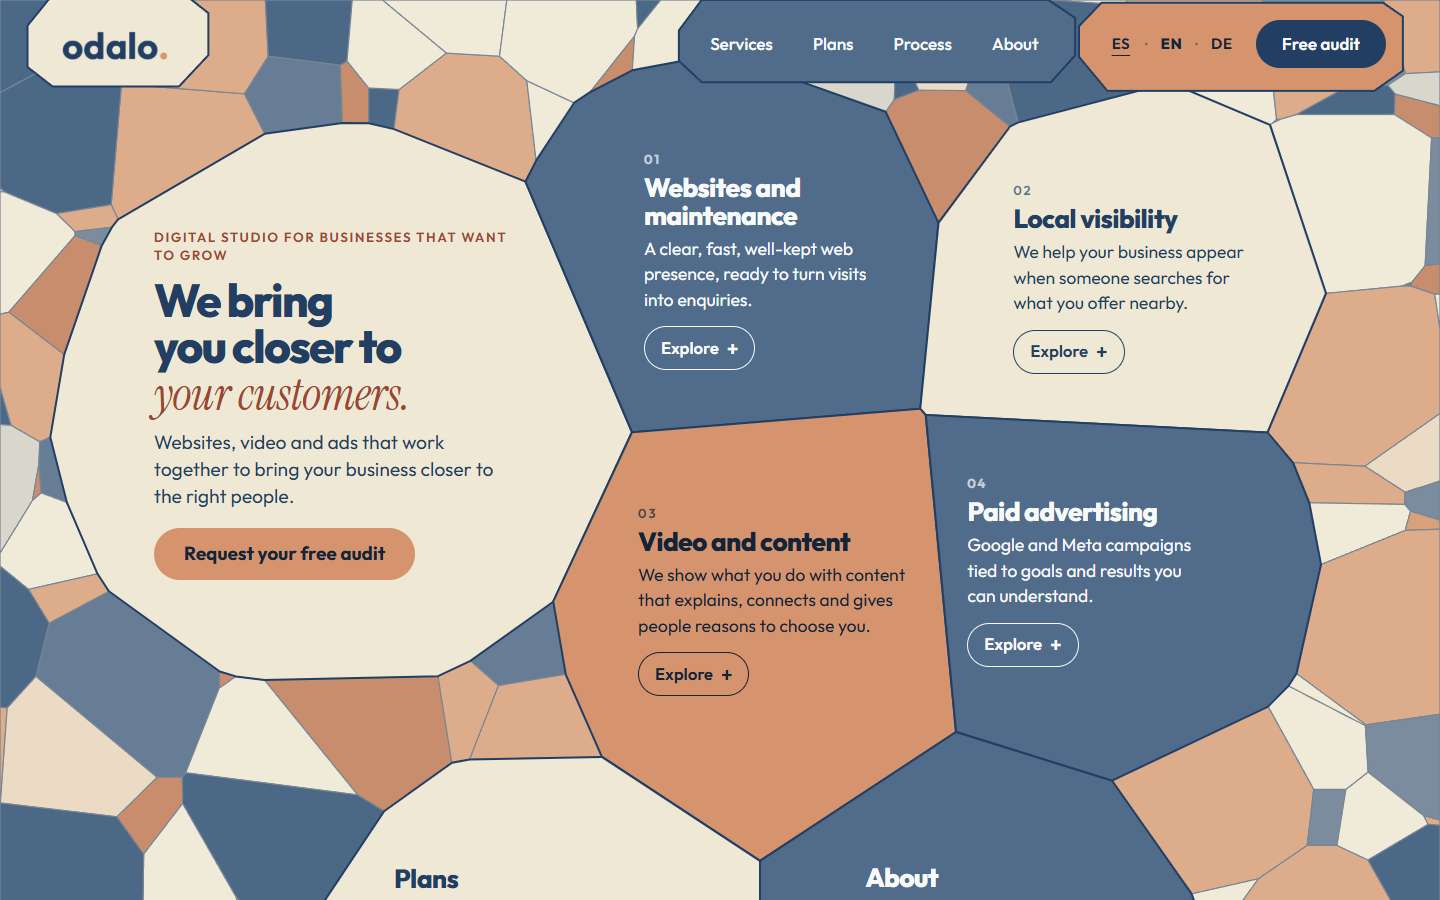 odalo.
Services
Plans
Process
About
ES · EN · DE
Free audit
DIGITAL STUDIO FOR BUSINESSES THAT WANT
TO GROW
We bring
you closer to
your customers.
Websites, video and ads that work
together to bring your business closer to
the right people.
Request your free audit
01
Websites and
maintenance
A clear, fast, well-kept web
presence, ready to turn visits
into enquiries.
Explore +
02
Local visibility
We help your business appear
when someone searches for
what you offer nearby.
Explore +
03
Video and content
We show what you do with content
that explains, connects and gives
people reasons to choose you.
Explore +
04
Paid advertising
Google and Meta campaigns
tied to goals and results you
can understand.
Explore +
Plans
About